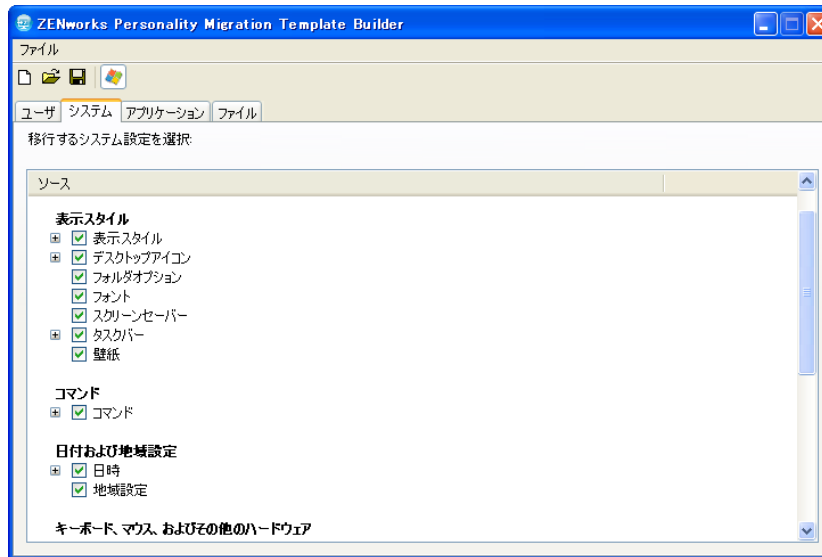 ZENworks Personality Migration Template Builder
ファイル
ユーザ システム アプリケーション ファイル
移行するシステム設定を選択:
ソース
表示スタイル
表示スタイル
デスクトップアイコン
フォルダオプション
フォント
スクリーンセーバー
タスクバー
壁紙
コマンド
コマンド
日付および地域設定
日時
地域設定
キーボード、マウス、およびその他のハードウェア